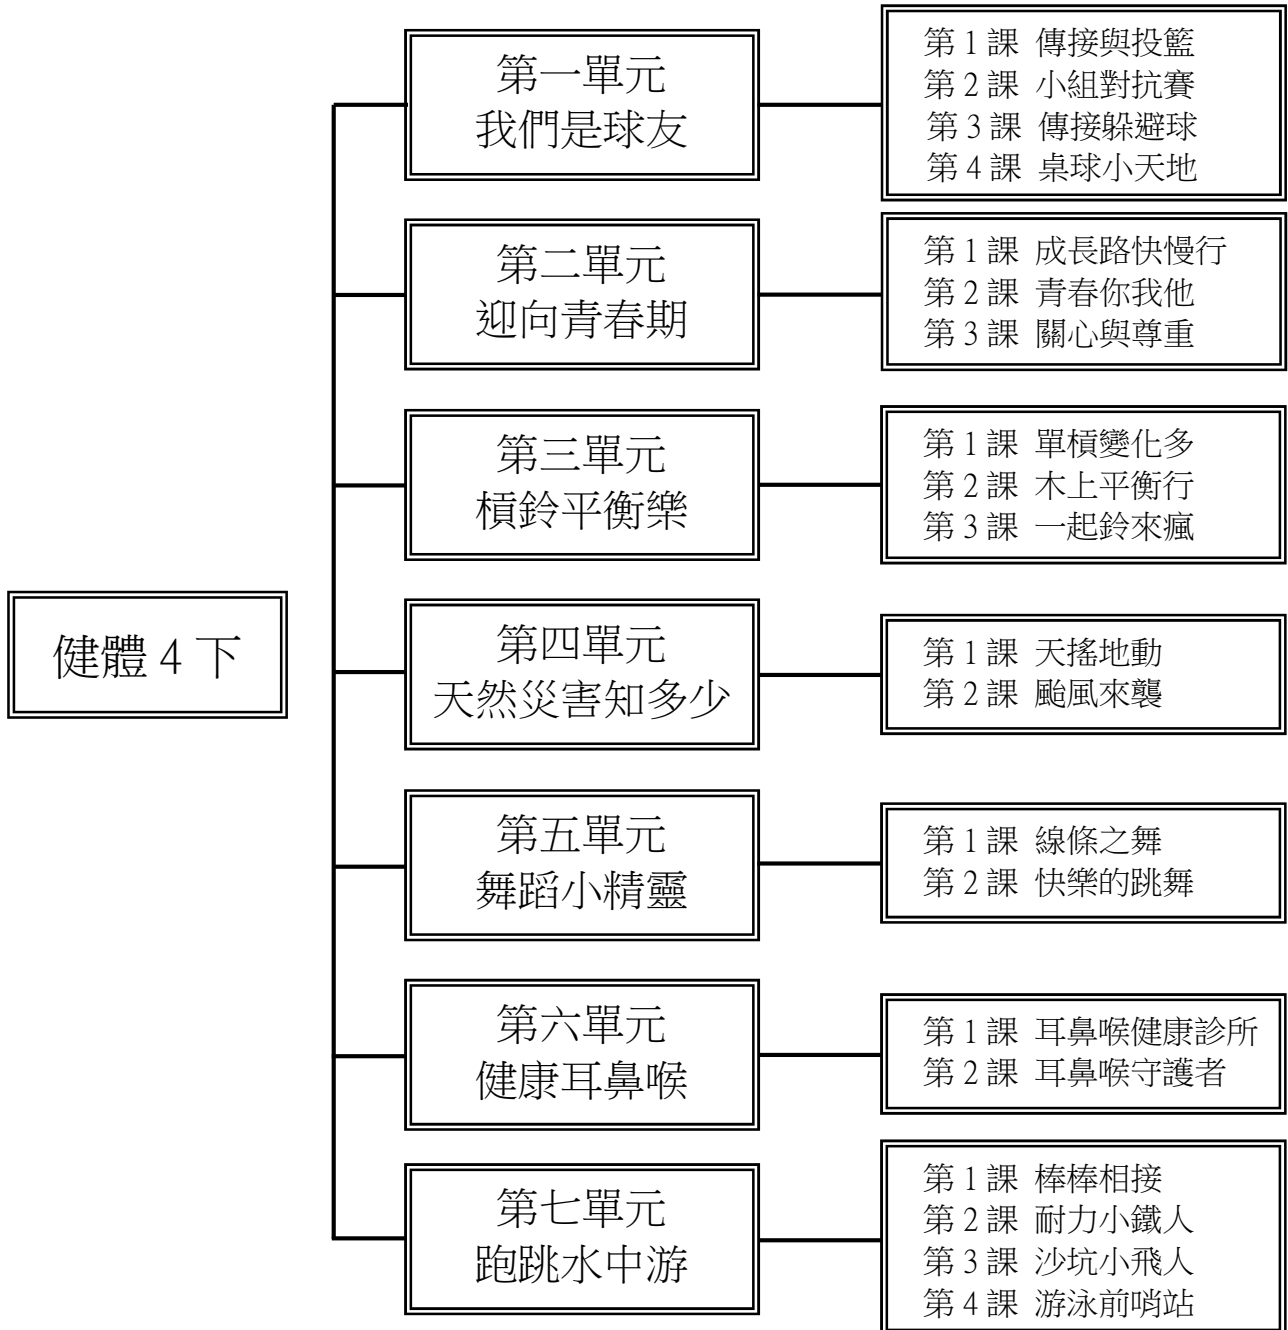 健體 4 下
第一單元
我們是球友
第 1 課 傳接與投籃
第 2 課 小組對抗賽
第 3 課 傳接躲避球
第 4 課 桌球小天地
第二單元
迎向青春期
第 1 課 成長路快慢行
第 2 課 青春你我他
第 3 課 關心與尊重
第三單元
槓鈴平衡樂
第 1 課 單槓變化多
第 2 課 木上平衡行
第 3 課 一起鈴來瘋
第四單元
天然災害知多少
第 1 課 天搖地動
第 2 課 颱風來襲
第五單元
舞蹈小精靈
第 1 課 線條之舞
第 2 課 快樂的跳舞
第六單元
健康耳鼻喉
第 1 課 耳鼻喉健康診所
第 2 課 耳鼻喉守護者
第七單元
跑跳水中游
第 1 課 棒棒相接
第 2 課 耐力小鐵人
第 3 課 沙坑小飛人
第 4 課 游泳前哨站